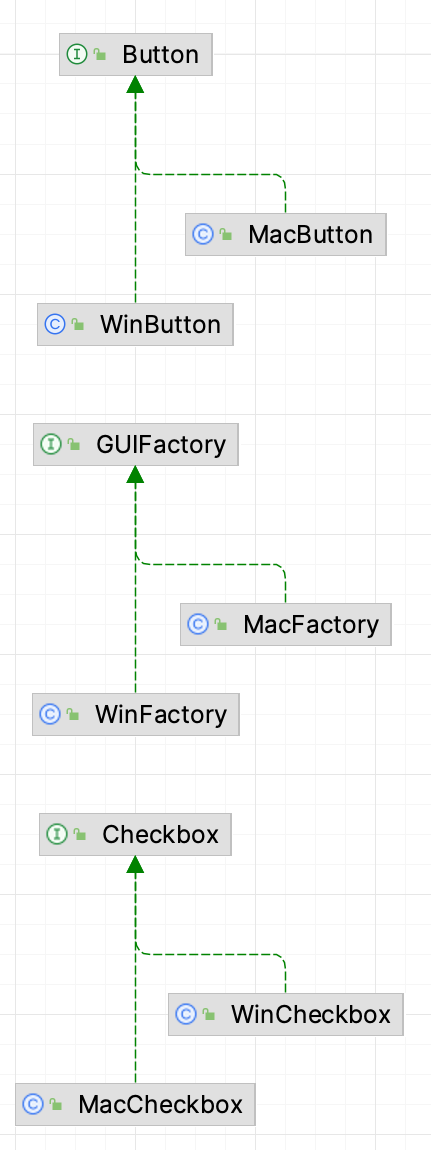 I Button
C MacButton
C WinButton
I GUIFactory
C MacFactory
C WinFactory
I Checkbox
C WinCheckbox
C MacCheckbox